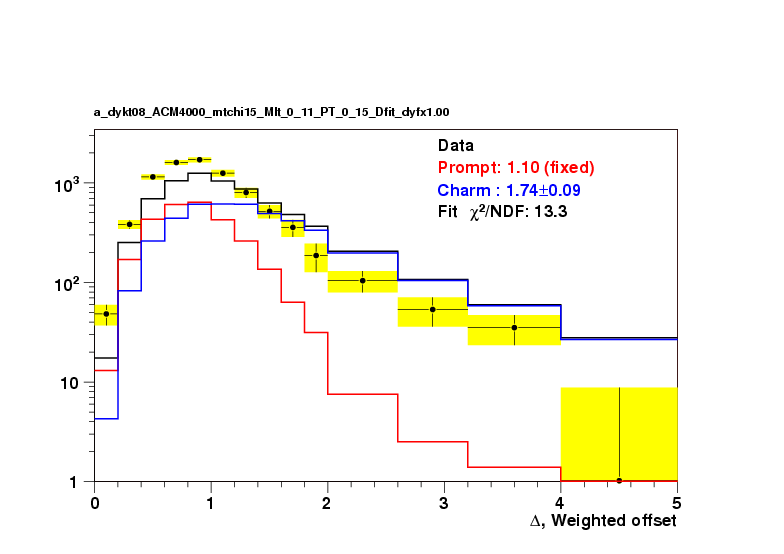 a_dykt08_ACM4000_mtchi15_Mlt_0_11_PT_0_15_Dfit_dyfx1.00
Data
Prompt: 1.10 (fixed)
Charm : 1.74±0.09
Fit χ²/NDF: 13.3
10³
10²
10
1
0 1 2 3 4 5
Δ, Weighted offset